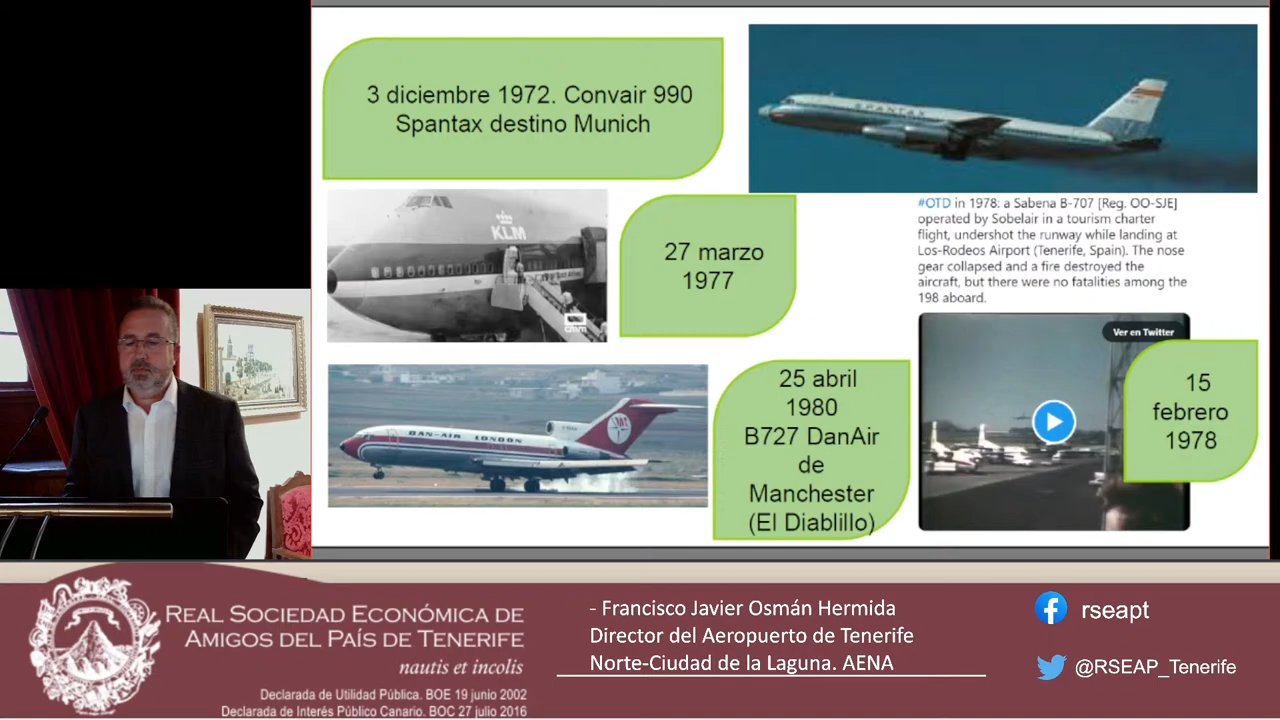 3 diciembre 1972. Convair 990
Spantax destino Munich
SPANTAX
#OTD in 1978: a Sabena B-707 [Reg. OO-SJE]
operated by Sobelair in a tourism charter
flight, undershot the runway while landing at
Los-Rodeos Airport (Tenerife, Spain). The nose
gear collapsed and a fire destroyed the
aircraft, but there were no fatalities among the
198 aboard.
KLM
cmm
27 marzo
1977
Ver en Twitter
15
febrero
1978
DAN-AIR LONDON
25 abril
1980
B727 DanAir
de
Manchester
(El Diablillo)
REAL SOCIEDAD ECONÓMICA DE
AMIGOS DEL PAÍS DE TENERIFE
nautis et incolis
Declarada de Utilidad Pública. BOE 19 junio 2002
Declarada de Interés Público Canario. BOC 27 julio 2016
- Francisco Javier Osmán Hermida
Director del Aeropuerto de Tenerife
Norte-Ciudad de la Laguna. AENA
rseapt
@RSEAP_Tenerife